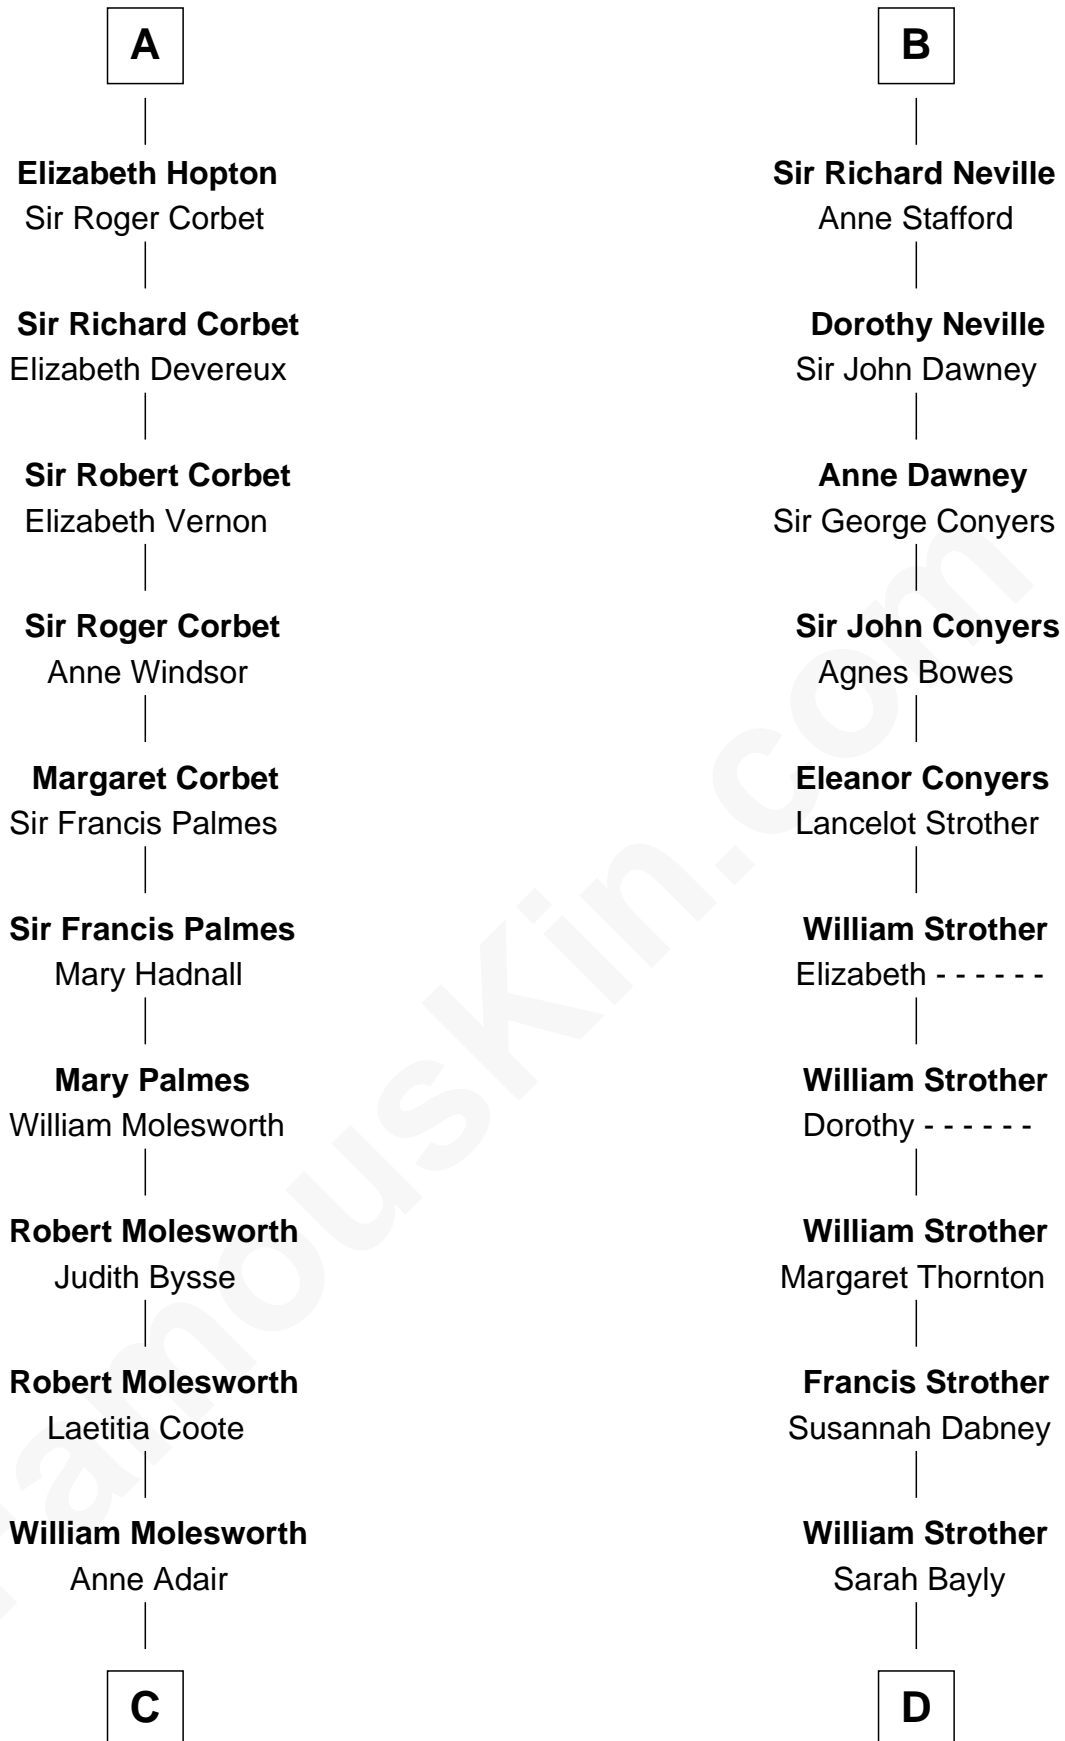 A
Elizabeth Hopton
Sir Roger Corbet
Sir Richard Corbet
Elizabeth Devereux
Sir Robert Corbet
Elizabeth Vernon
Sir Roger Corbet
Anne Windsor
Margaret Corbet
Sir Francis Palmes
Sir Francis Palmes
Mary Hadnall
Mary Palmes
William Molesworth
Robert Molesworth
Judith Bysse
Robert Molesworth
Laetitia Coote
William Molesworth
Anne Adair
C
B
Sir Richard Neville
Anne Stafford
Dorothy Neville
Sir John Dawney
Anne Dawney
Sir George Conyers
Sir John Conyers
Agnes Bowes
Eleanor Conyers
Lancelot Strother
William Strother
Elizabeth - - - - - -
William Strother
Dorothy - - - - - -
William Strother
Margaret Thornton
Francis Strother
Susannah Dabney
William Strother
Sarah Bayly
D
FamousKin.com